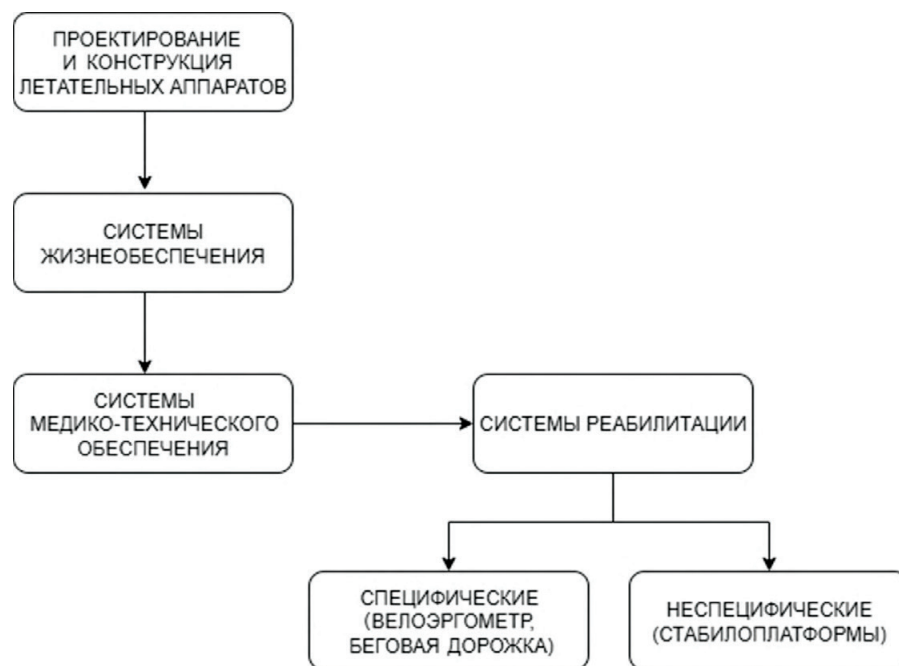 ПРОЕКТИРОВАНИЕ
И КОНСТРУКЦИЯ
ЛЕТАТЕЛЬНЫХ АППАРАТОВ
СИСТЕМЫ
ЖИЗНЕОБЕСПЕЧЕНИЯ
СИСТЕМЫ
МЕДИКО-ТЕХНИЧЕСКОГО
ОБЕСПЕЧЕНИЯ
СИСТЕМЫ РЕАБИЛИТАЦИИ
СПЕЦИФИЧЕСКИЕ
(ВЕЛОЭРГОМЕТР,
БЕГОВАЯ ДОРОЖКА)
НЕСПЕЦИФИЧЕСКИЕ
(СТАБИЛОПЛАТФОРМЫ)